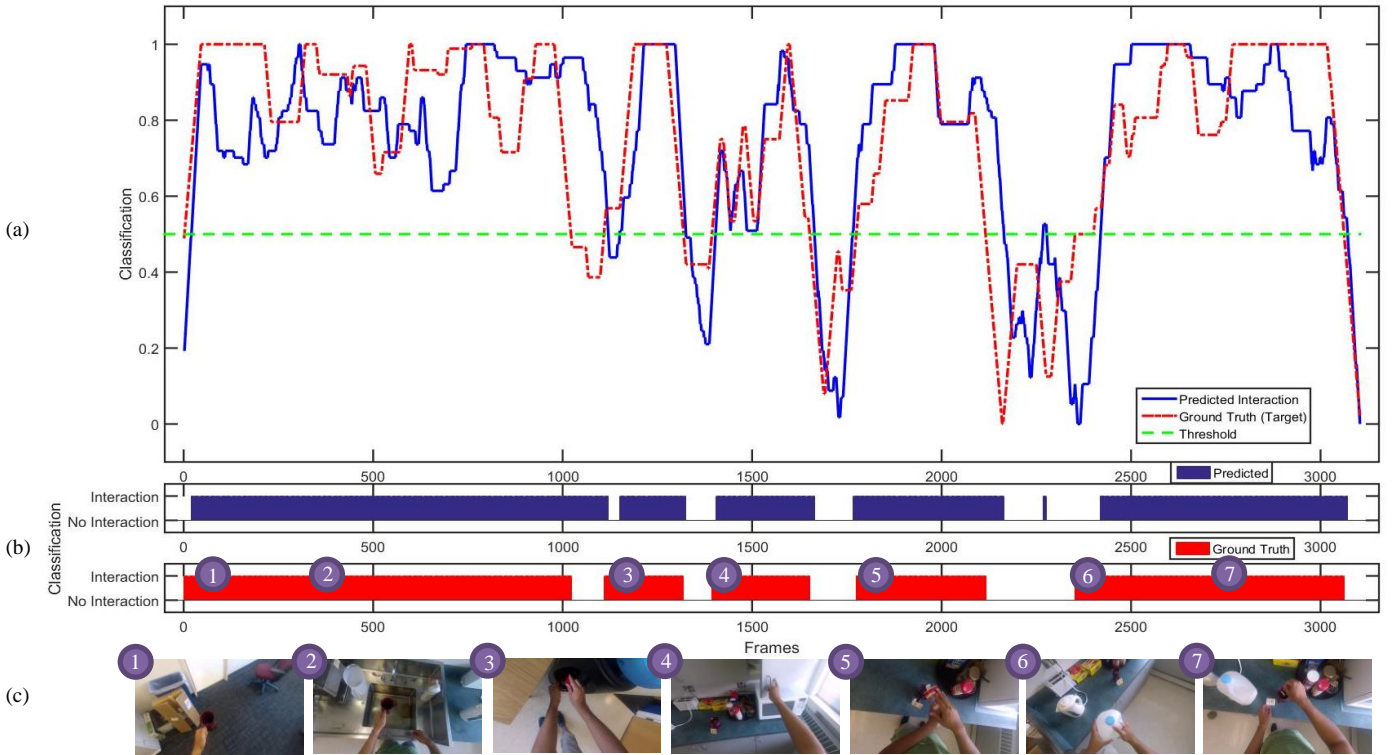 (a)
Classification
1
0.8
0.6
0.4
0.2
0
Predicted Interaction
Ground Truth (Target)
Threshold
0 500 1000 1500 2000 2500 3000
Predicted
(b)
Classification
Interaction
No Interaction
0 500 1000 1500 2000 2500 3000
Ground Truth
Interaction
No Interaction
1 2 3 4 5 6 7
0 500 1000 1500 2000 2500 3000
Frames
(c)
1 2 3 4 5 6 7